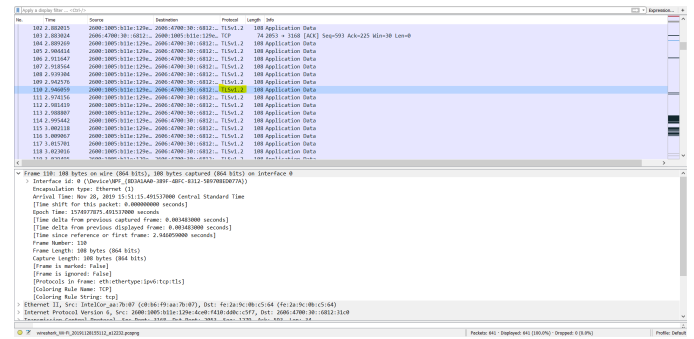 Apply a display filter ... <Ctrl-/>
Expression...
No. Time Source Destination Protocol Length Info
102 2.882015 2600:1005:b11e:129e… 2606:4700:30::6812:… TLSv1.2 108 Application Data
103 2.883024 2606:4700:30::6812:… 2600:1005:b11e:129e… TCP 74 2053 → 3168 [ACK] Seq=593 Ack=225 Win=30 Len=0
104 2.889269 2600:1005:b11e:129e… 2606:4700:30::6812:… TLSv1.2 108 Application Data
105 2.904414 2600:1005:b11e:129e… 2606:4700:30::6812:… TLSv1.2 108 Application Data
106 2.911647 2600:1005:b11e:129e… 2606:4700:30::6812:… TLSv1.2 108 Application Data
107 2.918564 2600:1005:b11e:129e… 2606:4700:30::6812:… TLSv1.2 108 Application Data
108 2.939304 2600:1005:b11e:129e… 2606:4700:30::6812:… TLSv1.2 108 Application Data
109 2.942576 2600:1005:b11e:129e… 2606:4700:30::6812:… TLSv1.2 108 Application Data
110 2.946059 2600:1005:b11e:129e… 2606:4700:30::6812:… TLSv1.2 108 Application Data
111 2.974156 2600:1005:b11e:129e… 2606:4700:30::6812:… TLSv1.2 108 Application Data
112 2.981419 2600:1005:b11e:129e… 2606:4700:30::6812:… TLSv1.2 108 Application Data
113 2.988807 2600:1005:b11e:129e… 2606:4700:30::6812:… TLSv1.2 108 Application Data
114 2.995442 2600:1005:b11e:129e… 2606:4700:30::6812:… TLSv1.2 108 Application Data
115 3.002118 2600:1005:b11e:129e… 2606:4700:30::6812:… TLSv1.2 108 Application Data
116 3.009067 2600:1005:b11e:129e… 2606:4700:30::6812:… TLSv1.2 108 Application Data
117 3.015701 2600:1005:b11e:129e… 2606:4700:30::6812:… TLSv1.2 108 Application Data
118 3.023016 2600:1005:b11e:129e… 2606:4700:30::6812:… TLSv1.2 108 Application Data
Frame 110: 108 bytes on wire (864 bits), 108 bytes captured (864 bits) on interface 0
Interface id: 0
Encapsulation type: Ethernet (1)
Arrival Time: Nov 28, 2019 15:51:15.491537000 Central Standard Time
[Time shift for this packet: 0.000000000 seconds]
Epoch Time: 1574977875.491537000 seconds
[Time delta from previous captured frame: 0.003483000 seconds]
[Time delta from previous displayed frame: 0.003483000 seconds]
[Time since reference or first frame: 2.946059000 seconds]
Frame Number: 110
Frame Length: 108 bytes (864 bits)
Capture Length: 108 bytes (864 bits)
[Frame is marked: False]
[Frame is ignored: False]
[Protocols in frame: eth:ethertype:ipv6:tcp:tls]
[Coloring Rule Name: TCP]
[Coloring Rule String: tcp]
Ethernet II, Src: IntelCor_aa:7b:07 (c0:b6:f9:aa:7b:07), Dst: fe:2a:9c:0b:c5:64 (fe:2a:9c:0b:c5:64)
Internet Protocol Version 6, Src: 2600:1005:b11e:129e:4ce0:f410:dd0c:c5f7, Dst: 2606:4700:30::6812:31c0
wireshark_Wi-Fi_20191128155112_a12232.pcapng
Packets: 641 · Displayed: 641 (100.0%) · Dropped: 0 (0.0%)
Profile: Default